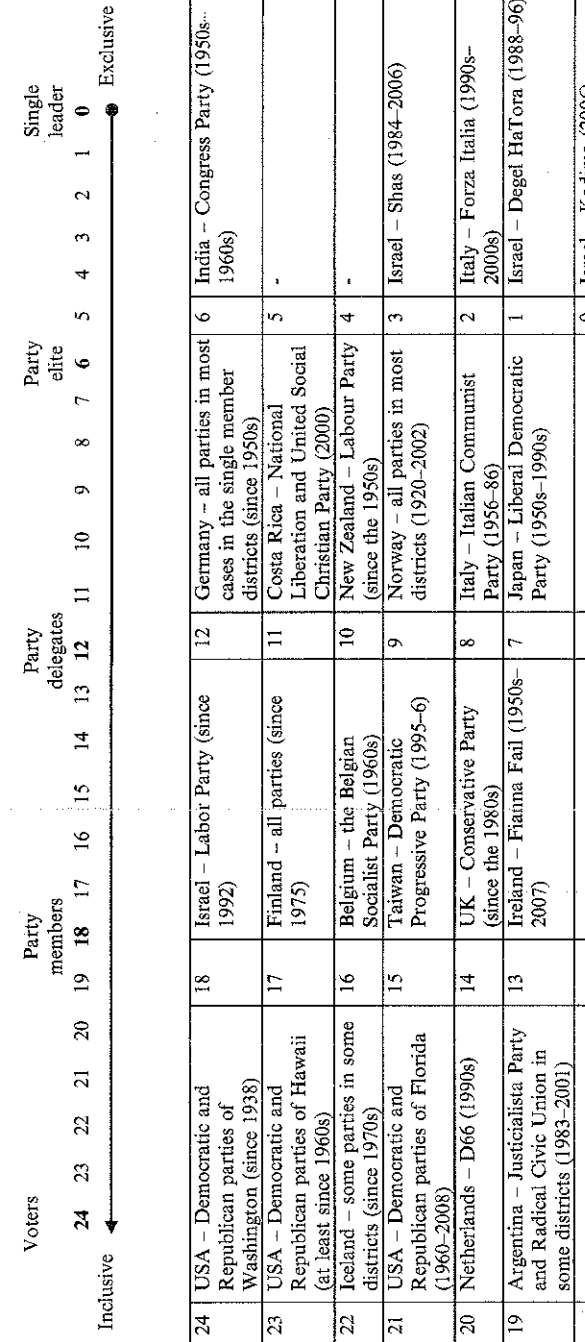 Voters
Party
members
Party
delegates
Party
elite
Single
leader
24 23 22 21 20 19 18 17 16 15 14 13 12 11 10 9 8 7 6 5 4 3 2 1 0
Inclusive
Exclusive
24
USA – Democratic and
Republican parties of
Washington (since 1938)
18
Israel – Labor Party (since
1992)
12
Germany – all parties in most
cases in the single member
districts (since 1950s)
6
India – Congress Party (1950s–
1960s)
23
USA – Democratic and
Republican parties of Hawaii
(at least since 1960s)
17
Finland – all parties (since
1975)
11
Costa Rica – National
Liberation and United Social
Christian Party (2000)
5
-
22
Iceland – some parties in some
districts (since 1970s)
16
Belgium – the Belgian
Socialist Party (1960s)
10
New Zealand – Labour Party
(since the 1950s)
4
-
21
USA – Democratic and
Republican parties of Florida
(1960–2008)
15
Taiwan – Democratic
Progressive Party (1995–6)
9
Norway – all parties in most
districts (1920–2002)
3
Israel – Shas (1984–2006)
20
Netherlands – D66 (1990s)
14
UK – Conservative Party
(since the 1980s)
8
Italy – Italian Communist
Party (1956–86)
2
Italy – Forza Italia (1990s–
2000s)
19
Argentina – Justicialista Party
and Radical Civic Union in
some districts (1983–2001)
13
Ireland – Fianna Fail (1950s–
2007)
7
Japan – Liberal Democratic
Party (1950s–1990s)
1
Israel – Degel HaTora (1988–96)
0
Israel – Kadima (2006)